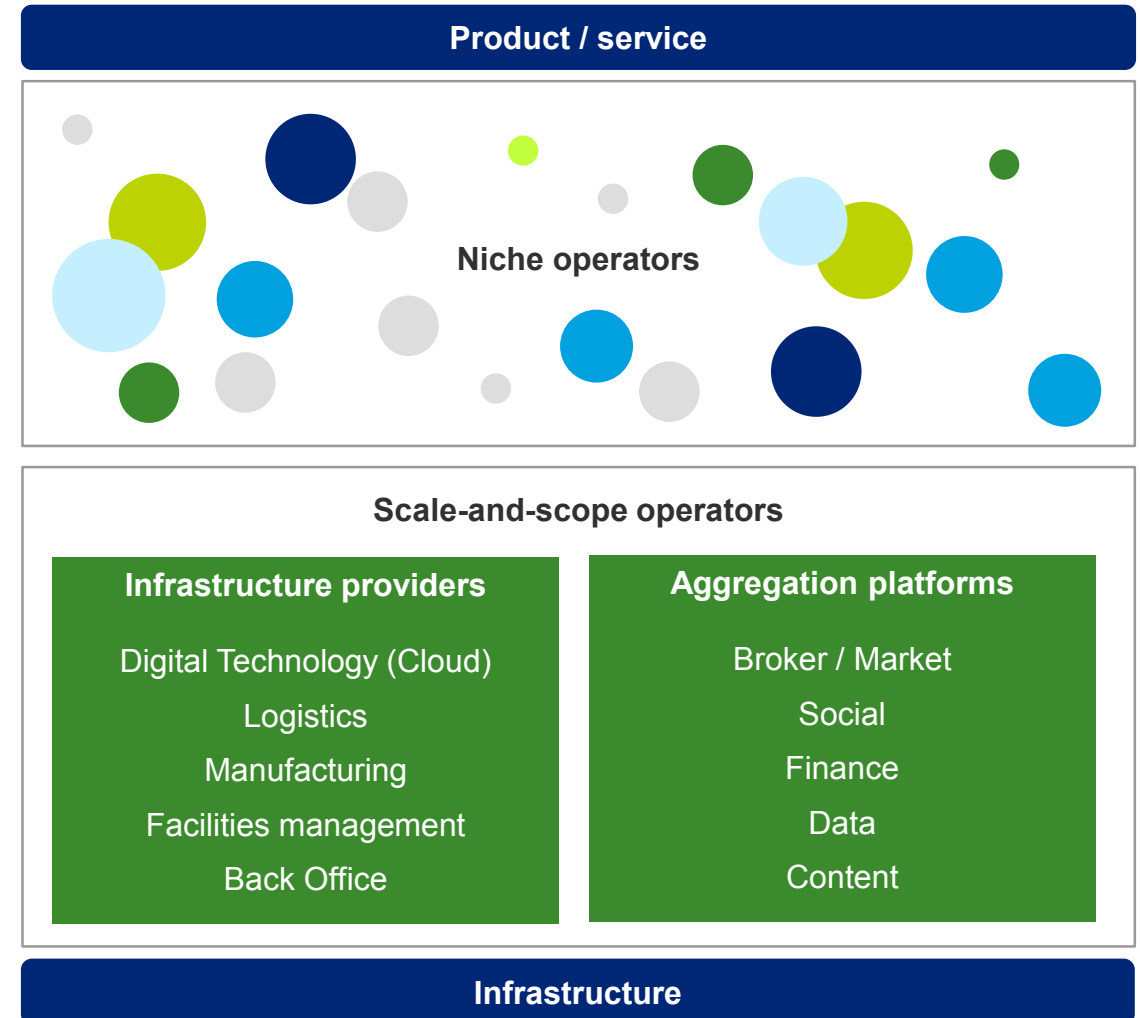 Product / service
Niche operators
Scale-and-scope operators
Infrastructure providers
Digital Technology (Cloud)
Logistics
Manufacturing
Facilities management
Back Office
Aggregation platforms
Broker / Market
Social
Finance
Data
Content
Infrastructure